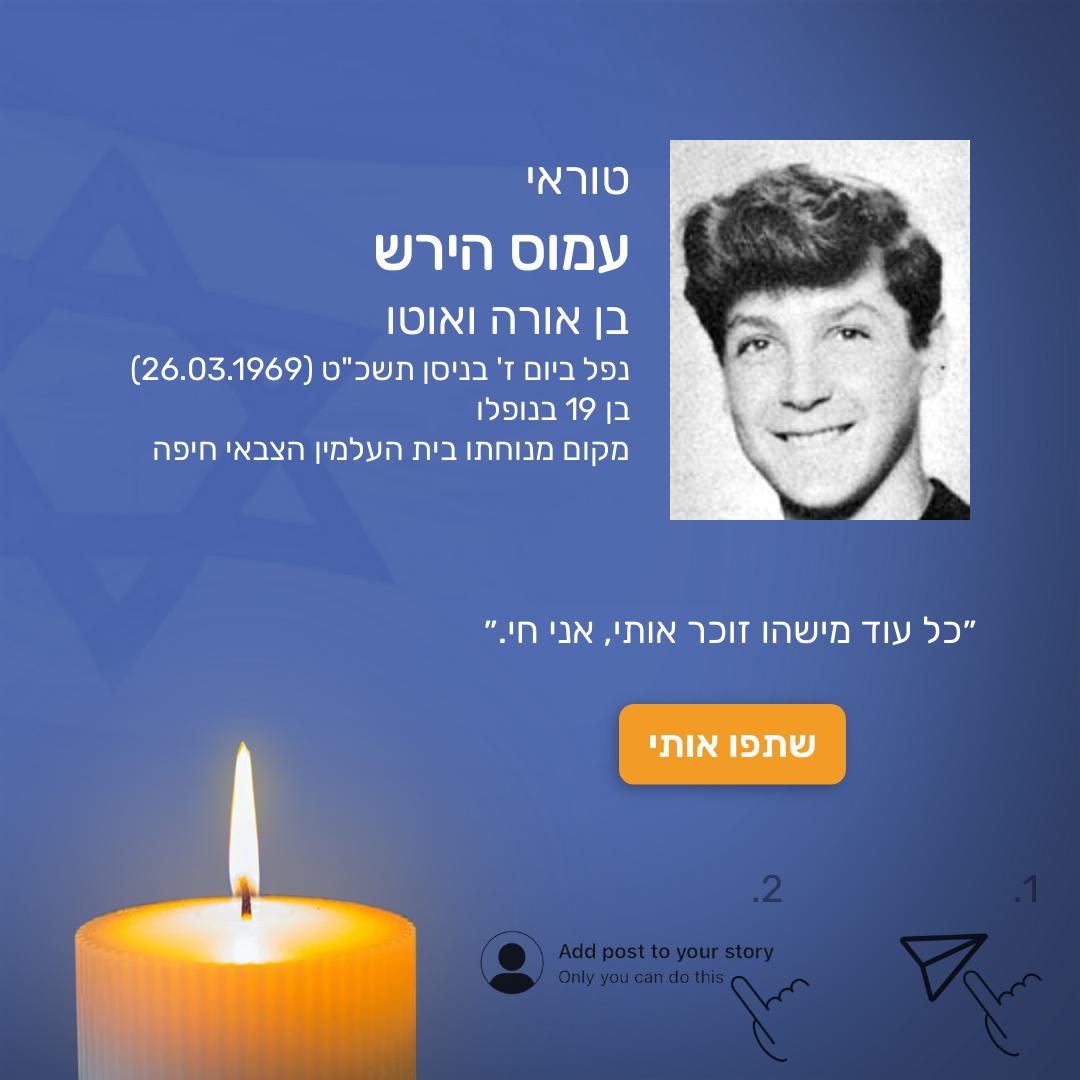 טוראי
עמוס הירש
בן אורה ואוטו
נפל ביום ז' בניסן תשכ"ט (26.03.1969)
בן 19 בנופלו
מקום מנוחתו בית העלמין הצבאי חיפה
״כל עוד מישהו זוכר אותי, אני חי.״
שתפו אותי
.1
.2
Add post to your story
Only you can do this